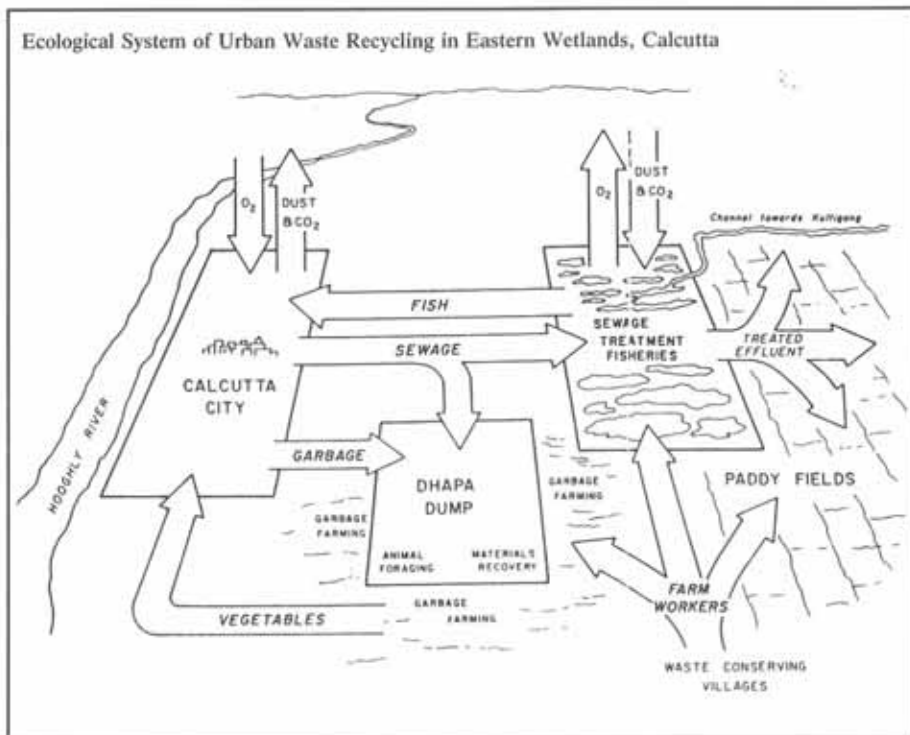 Ecological System of Urban Waste Recycling in Eastern Wetlands, Calcutta
O2
DUST
&CO2
O2
DUST
&CO2
Channel towards Kultigong
HOOGHLY RIVER
CALCUTTA
CITY
FISH
SEWAGE
SEWAGE
TREATMENT
FISHERIES
TREATED
EFFLUENT
GARBAGE
DHAPA
DUMP
GARBAGE
FARMING
GARBAGE
FARMING
PADDY FIELDS
ANIMAL
FORAGING
MATERIALS
RECOVERY
VEGETABLES
GARBAGE
FARMING
FARM
WORKERS
WASTE CONSERVING
VILLAGES